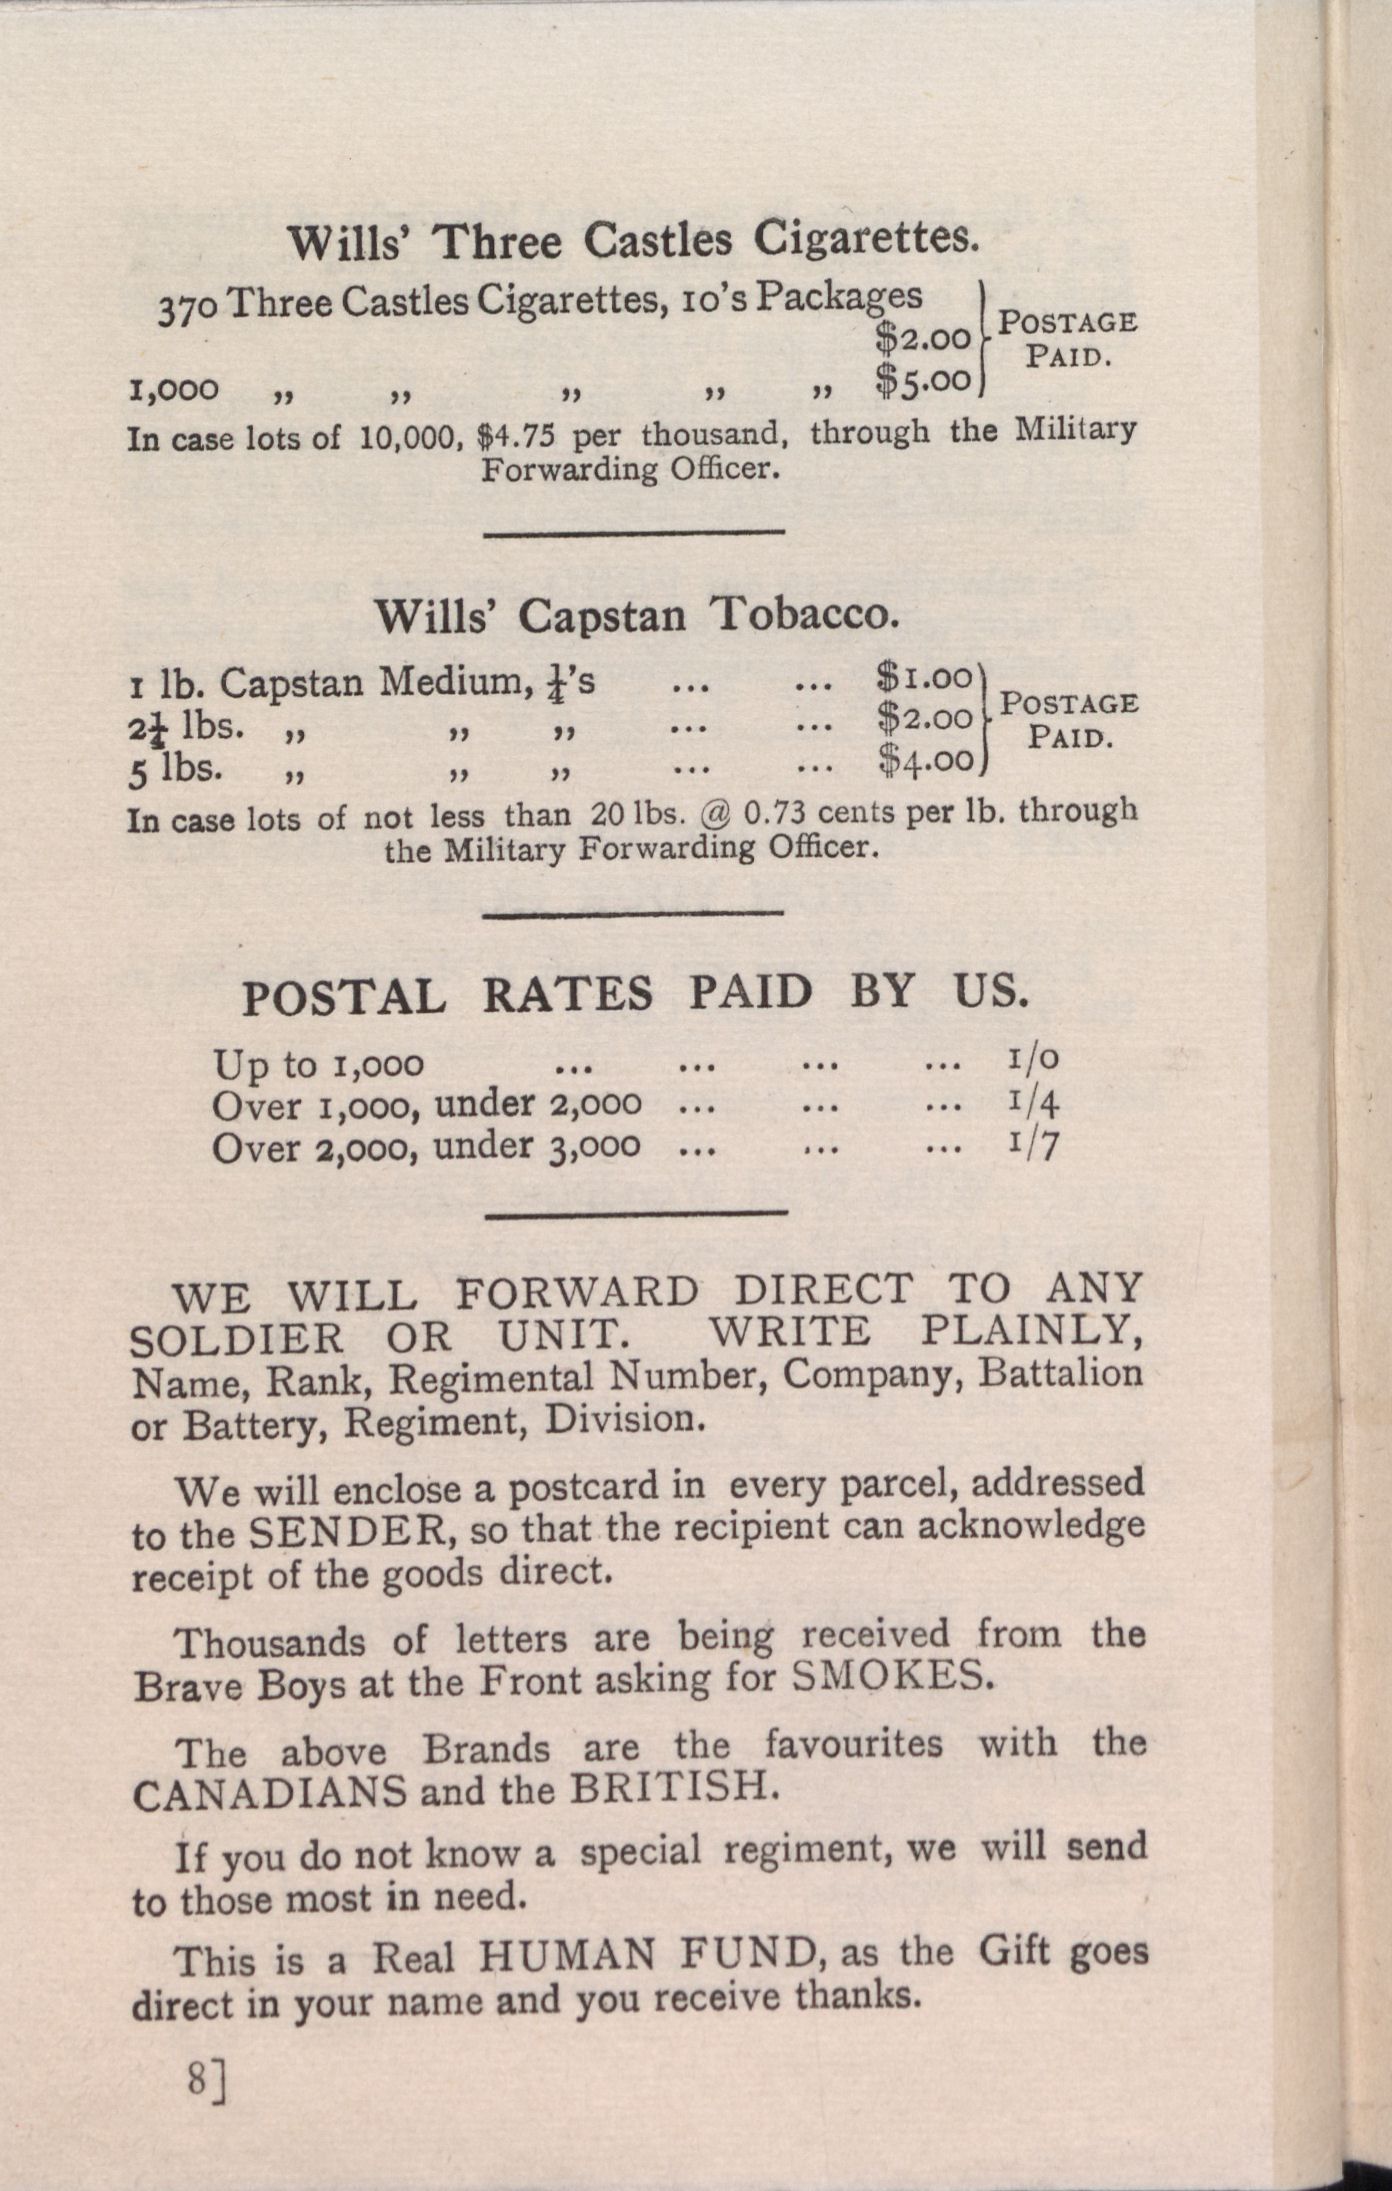 Wills' Three Castles Cigarettes.
370 Three Castles Cigarettes, 10's Packages
$2.00
1,000 „ „ „ „ „ $5.00
POSTAGE
PAID.
In case lots of 10,000, $4.75 per thousand, through the Military
Forwarding Officer.
Wills' Capstan Tobacco.
1 lb. Capstan Medium, ¼'s ... ... $1.00
2¼ lbs. „ „ „ ... ... $2.00
5 lbs. „ „ „ ... ... $4.00
POSTAGE
PAID.
In case lots of not less than 20 lbs. @ 0.73 cents per lb. through
the Military Forwarding Officer.
POSTAL RATES PAID BY US.
Up to 1,000 ... ... ... ... 1/0
Over 1,000, under 2,000 ... ... ... 1/4
Over 2,000, under 3,000 ... ... ... 1/7
WE WILL FORWARD DIRECT TO ANY
SOLDIER OR UNIT. WRITE PLAINLY,
Name, Rank, Regimental Number, Company, Battalion
or Battery, Regiment, Division.
We will enclose a postcard in every parcel, addressed
to the SENDER, so that the recipient can acknowledge
receipt of the goods direct.
Thousands of letters are being received from the
Brave Boys at the Front asking for SMOKES.
The above Brands are the favourites with the
CANADIANS and the BRITISH.
If you do not know a special regiment, we will send
to those most in need.
This is a Real HUMAN FUND, as the Gift goes
direct in your name and you receive thanks.
8]